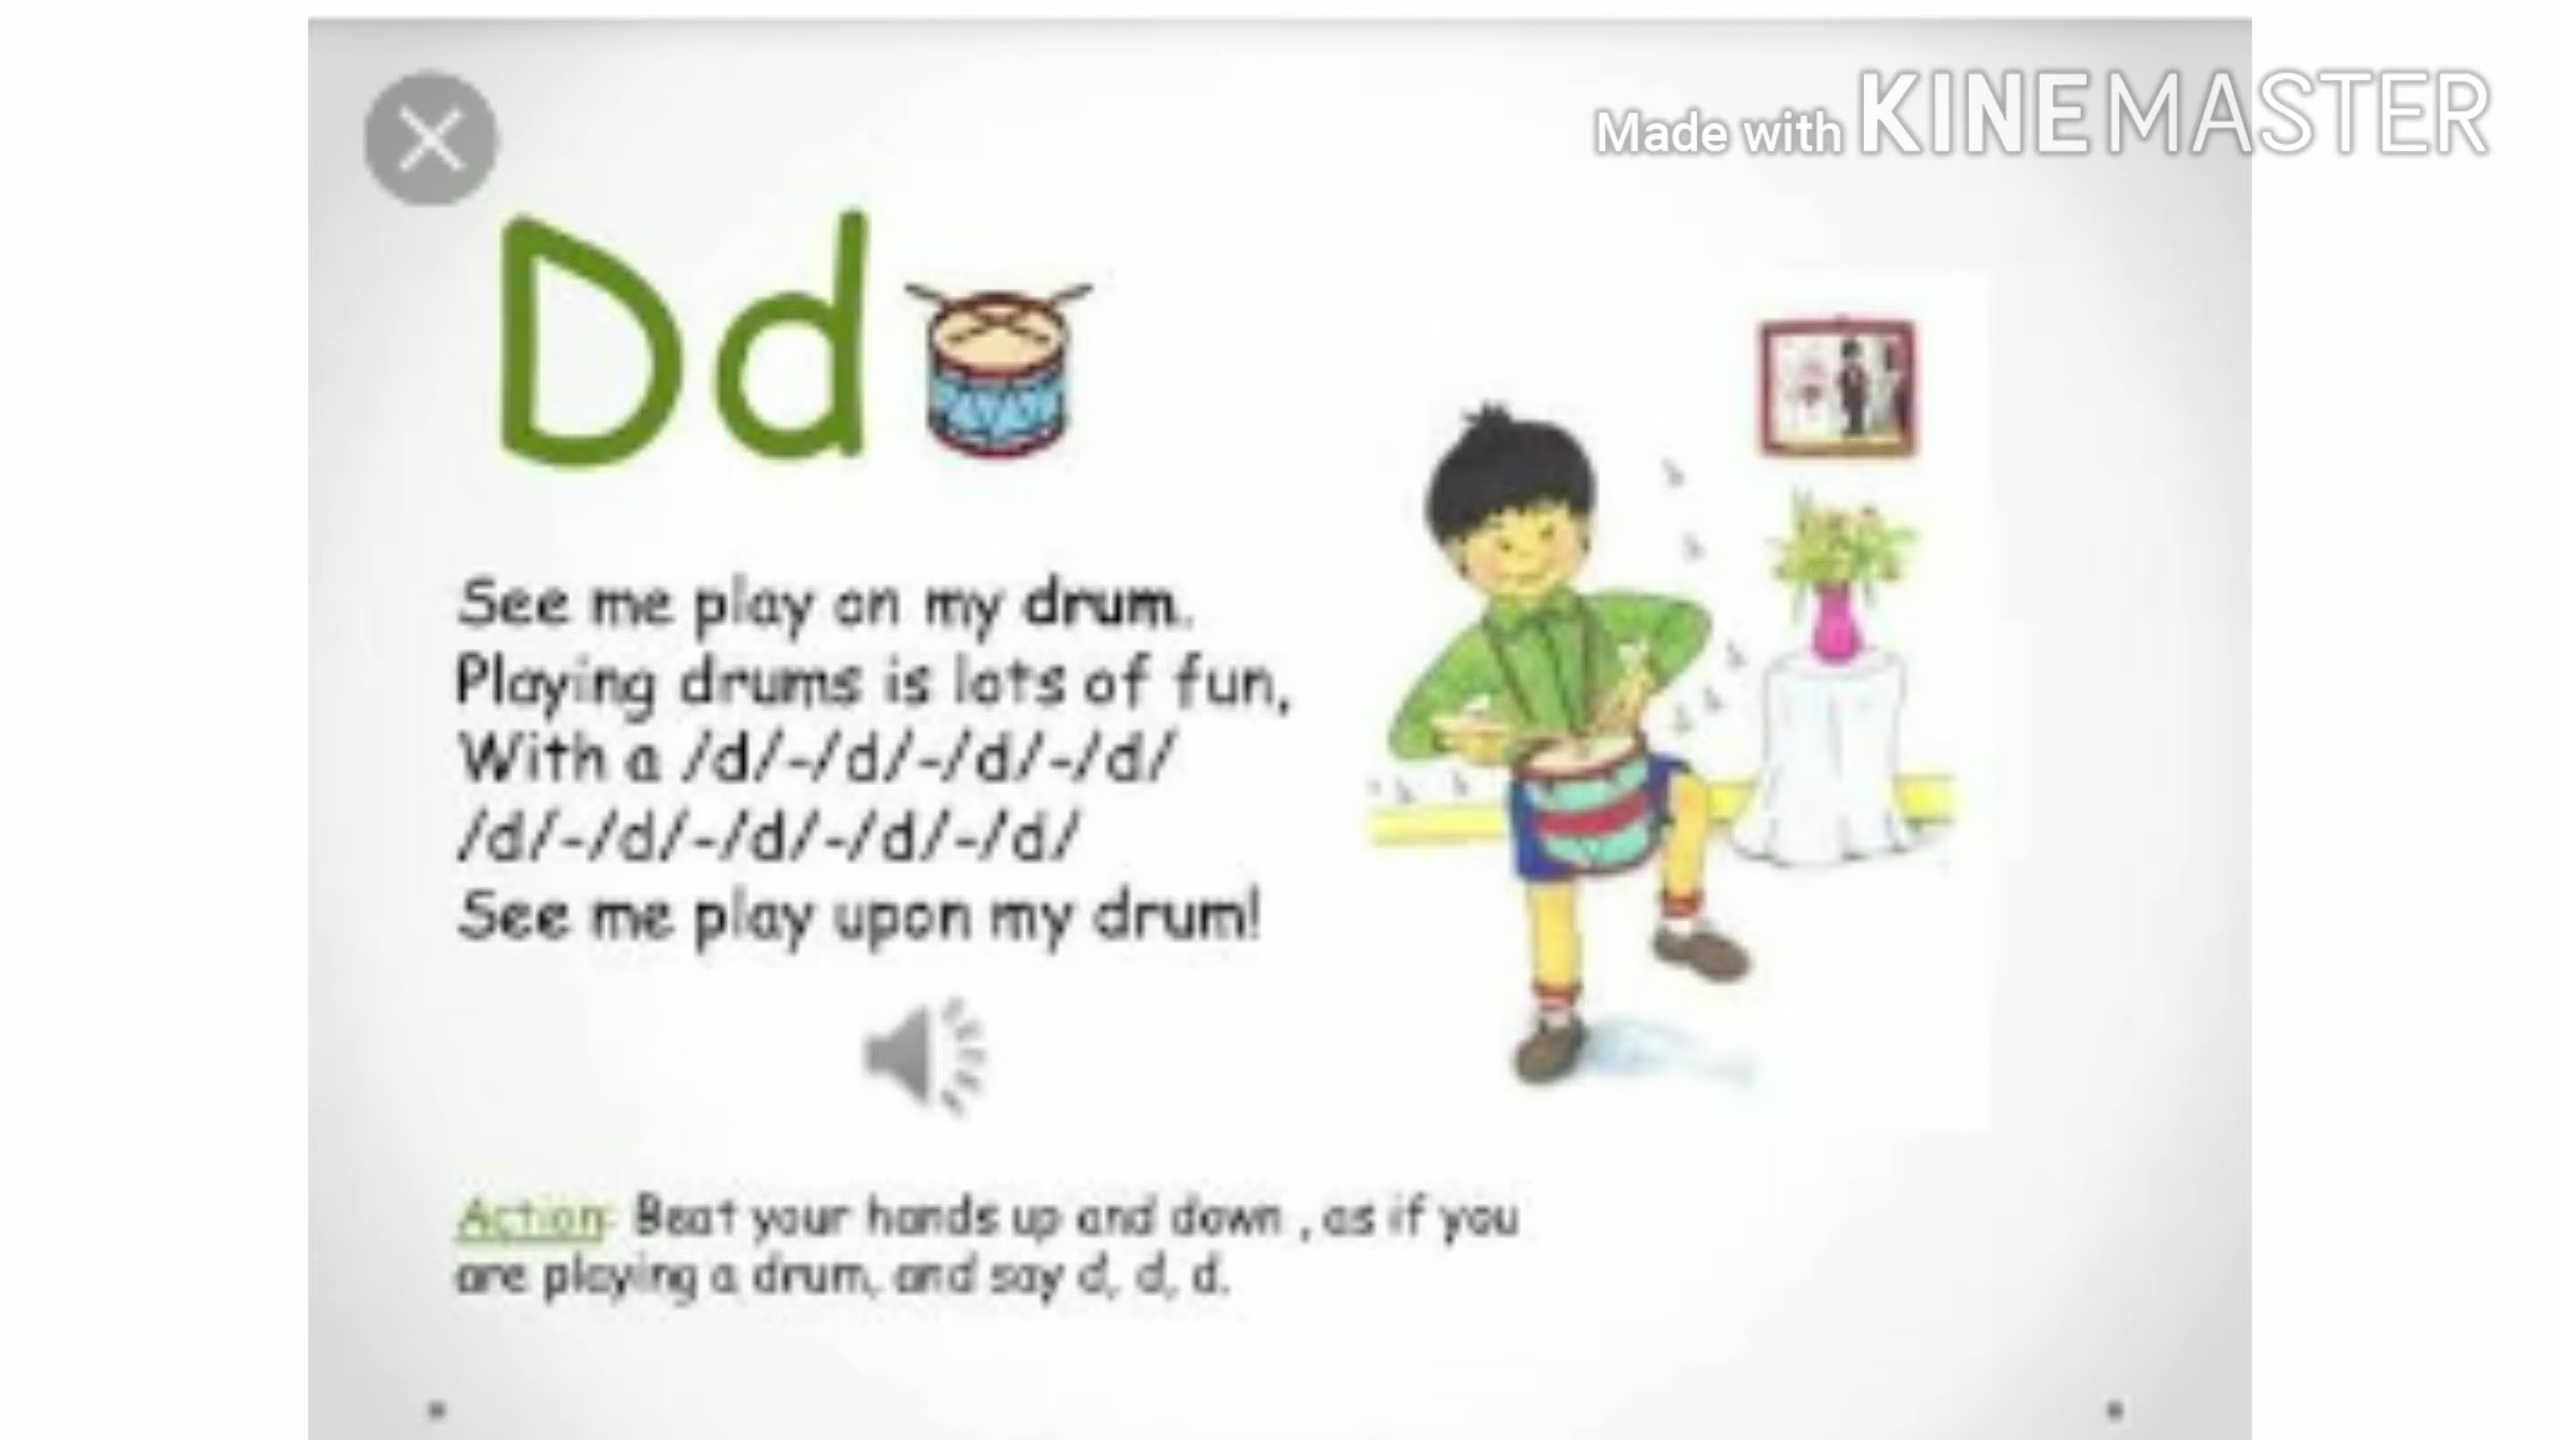 Made with KINEMASTER
Dd
See me play on my drum.
Playing drums is lots of fun,
With a /d/-/d/-/d/-/d/
/d/-/d/-/d/-/d/-/d/
See me play upon my drum!
Action: Beat your hands up and down , as if you
are playing a drum, and say d, d, d.